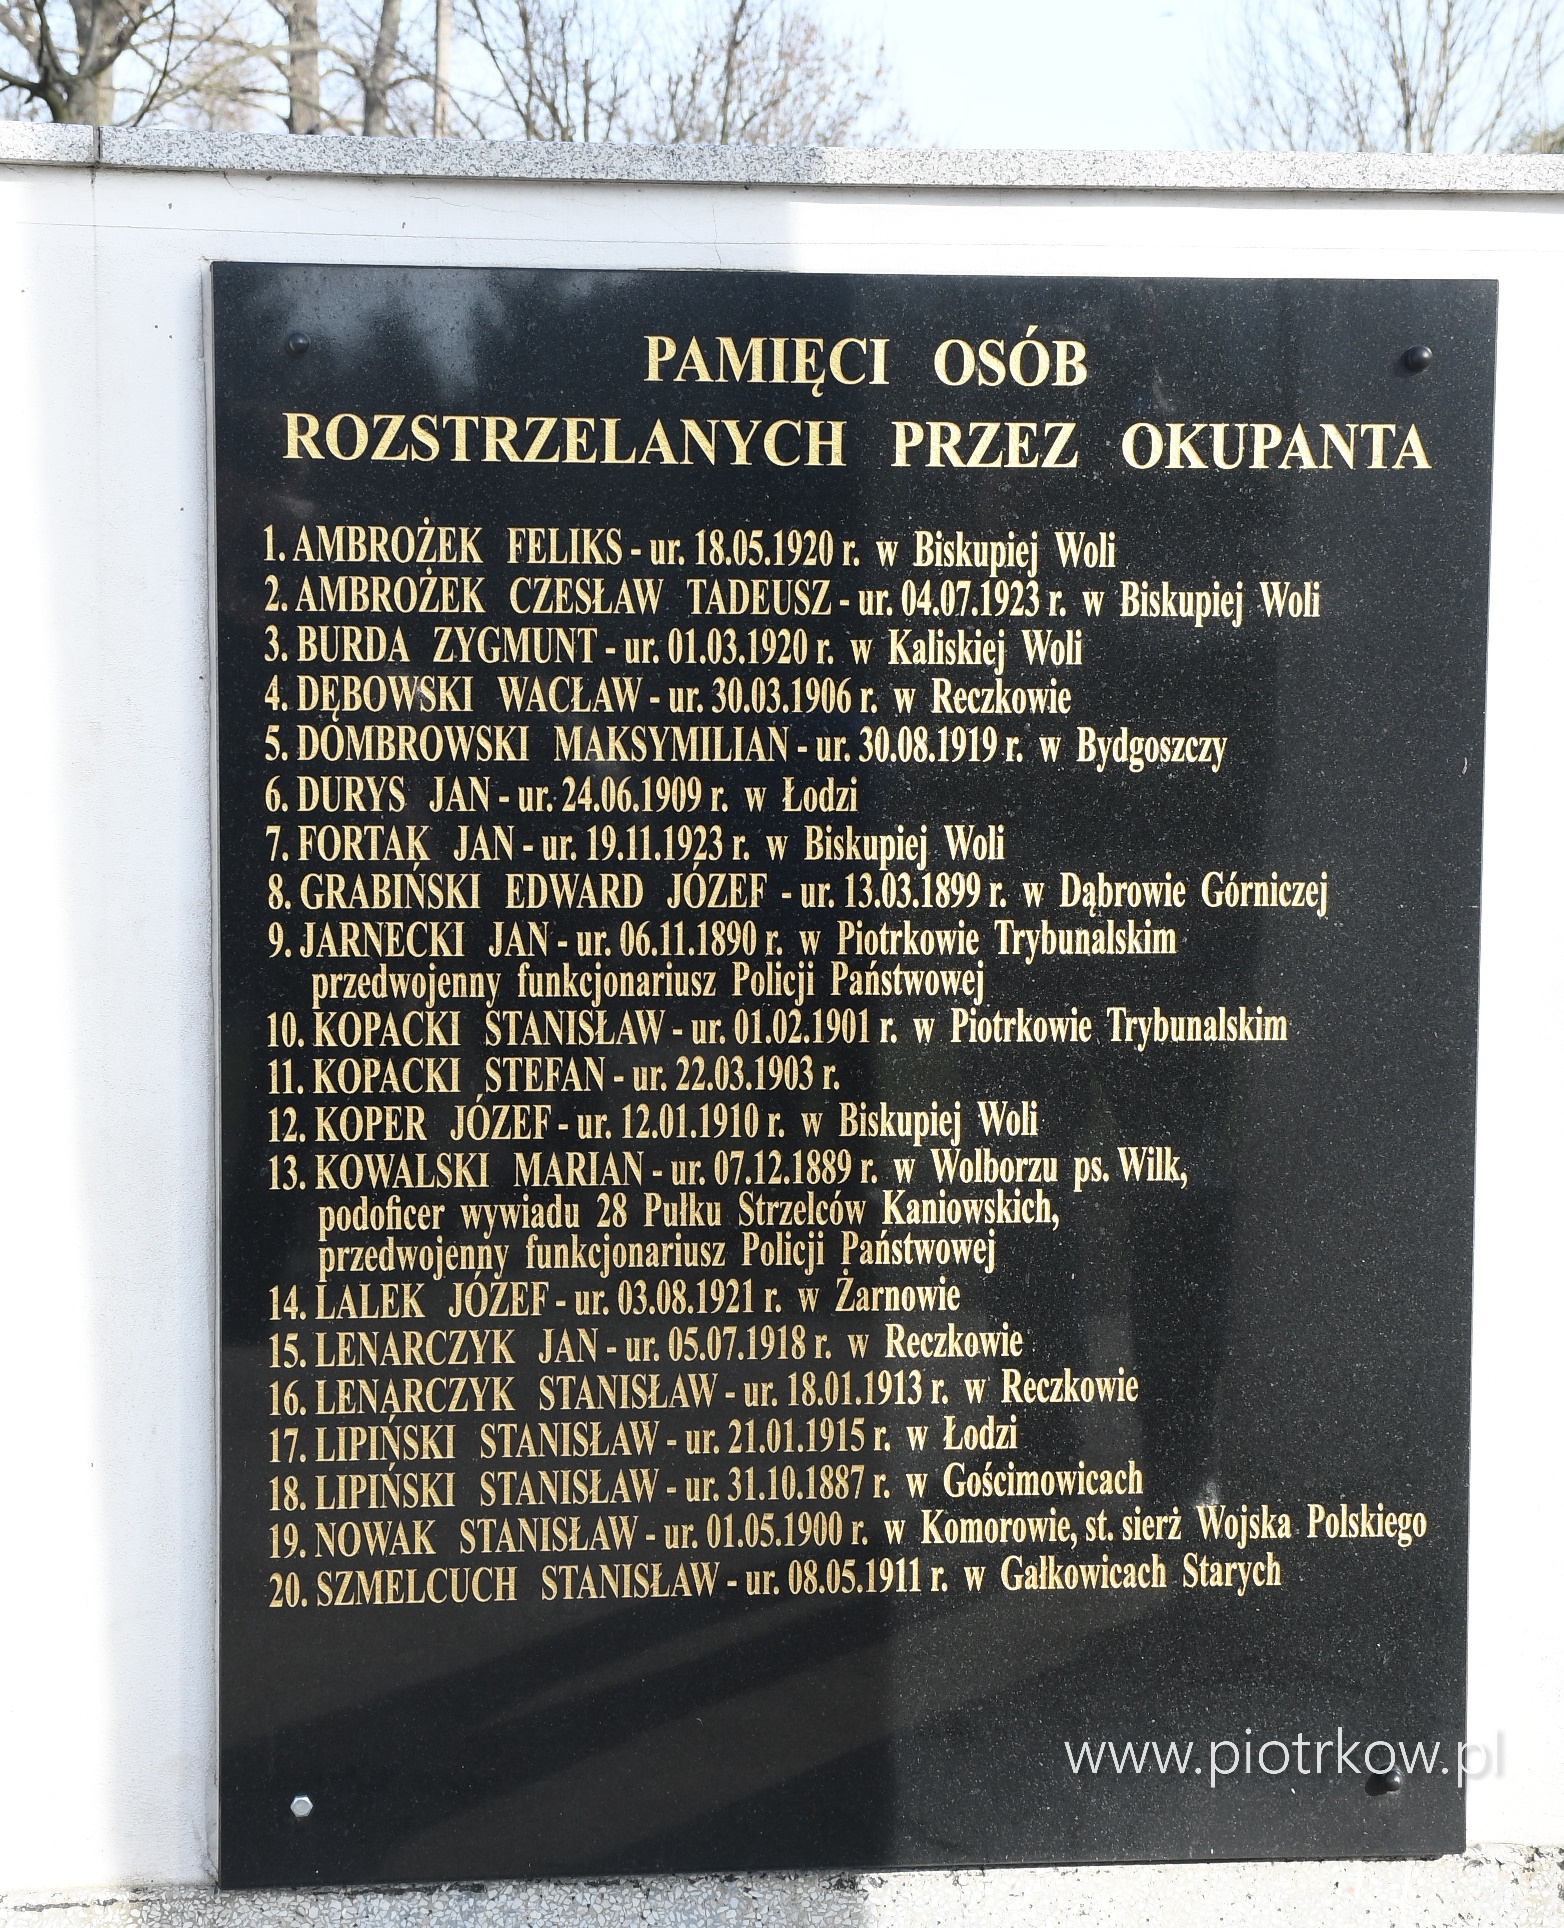 PAMIĘCI OSÓB
ROZSTRZELANYCH PRZEZ OKUPANTA
1. AMBROŻEK FELIKS - ur. 18.05.1920 r. w Biskupiej Woli
2. AMBROŻEK CZESŁAW TADEUSZ - ur. 04.07.1923 r. w Biskupiej Woli
3. BURDA ZYGMUNT - ur. 01.03.1920 r. w Kaliskiej Woli
4. DĘBOWSKI WACŁAW - ur. 30.03.1906 r. w Reczkowie
5. DOMBROWSKI MAKSYMILIAN - ur. 30.08.1919 r. w Bydgoszczy
6. DURYS JAN - ur. 24.06.1909 r. w Łodzi
7. FORTAK JAN - ur. 19.11.1923 r. w Biskupiej Woli
8. GRABIŃSKI EDWARD JÓZEF - ur. 13.03.1899 r. w Dąbrowie Górniczej
9. JARNECKI JAN - ur. 06.11.1890 r. w Piotrkowie Trybunalskim
przedwojenny funkcjonariusz Policji Państwowej
10. KOPACKI STANISŁAW - ur. 01.02.1901 r. w Piotrkowie Trybunalskim
11. KOPACKI STEFAN - ur. 22.03.1903 r.
12. KOPER JÓZEF - ur. 12.01.1910 r. w Biskupiej Woli
13. KOWALSKI MARIAN - ur. 07.12.1889 r. w Wolborzu ps. Wilk,
podoficer wywiadu 28 Pułku Strzelców Kaniowskich,
przedwojenny funkcjonariusz Policji Państwowej
14. LALEK JÓZEF - ur. 03.08.1921 r. w Żarnowie
15. LENARCZYK JAN - ur. 05.07.1918 r. w Reczkowie
16. LENARCZYK STANISŁAW - ur. 18.01.1913 r. w Reczkowie
17. LIPIŃSKI STANISŁAW - ur. 21.01.1915 r. w Łodzi
18. LIPIŃSKI STANISŁAW - ur. 31.10.1887 r. w Gościmowicach
19. NOWAK STANISŁAW - ur. 01.05.1900 r. w Komorowie, st. sierż Wojska Polskiego
20. SZMELCUCH STANISŁAW - ur. 08.05.1911 r. w Gałkowicach Starych
www.piotrkow.pl